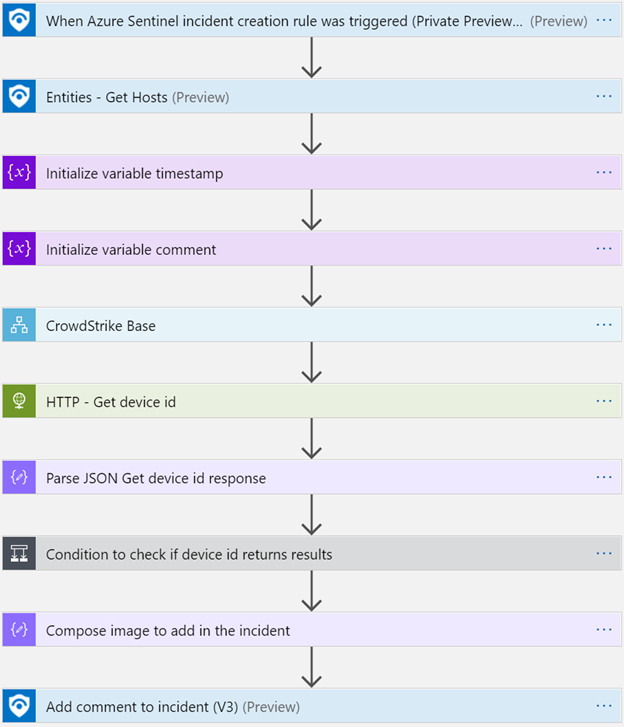 When Azure Sentinel incident creation rule was triggered (Private Preview... (Preview) ...
Entities - Get Hosts (Preview) ...
{x} Initialize variable timestamp ...
{x} Initialize variable comment ...
CrowdStrike Base ...
HTTP - Get device id ...
Parse JSON Get device id response ...
Condition to check if device id returns results ...
Compose image to add in the incident ...
Add comment to incident (V3) (Preview) ...